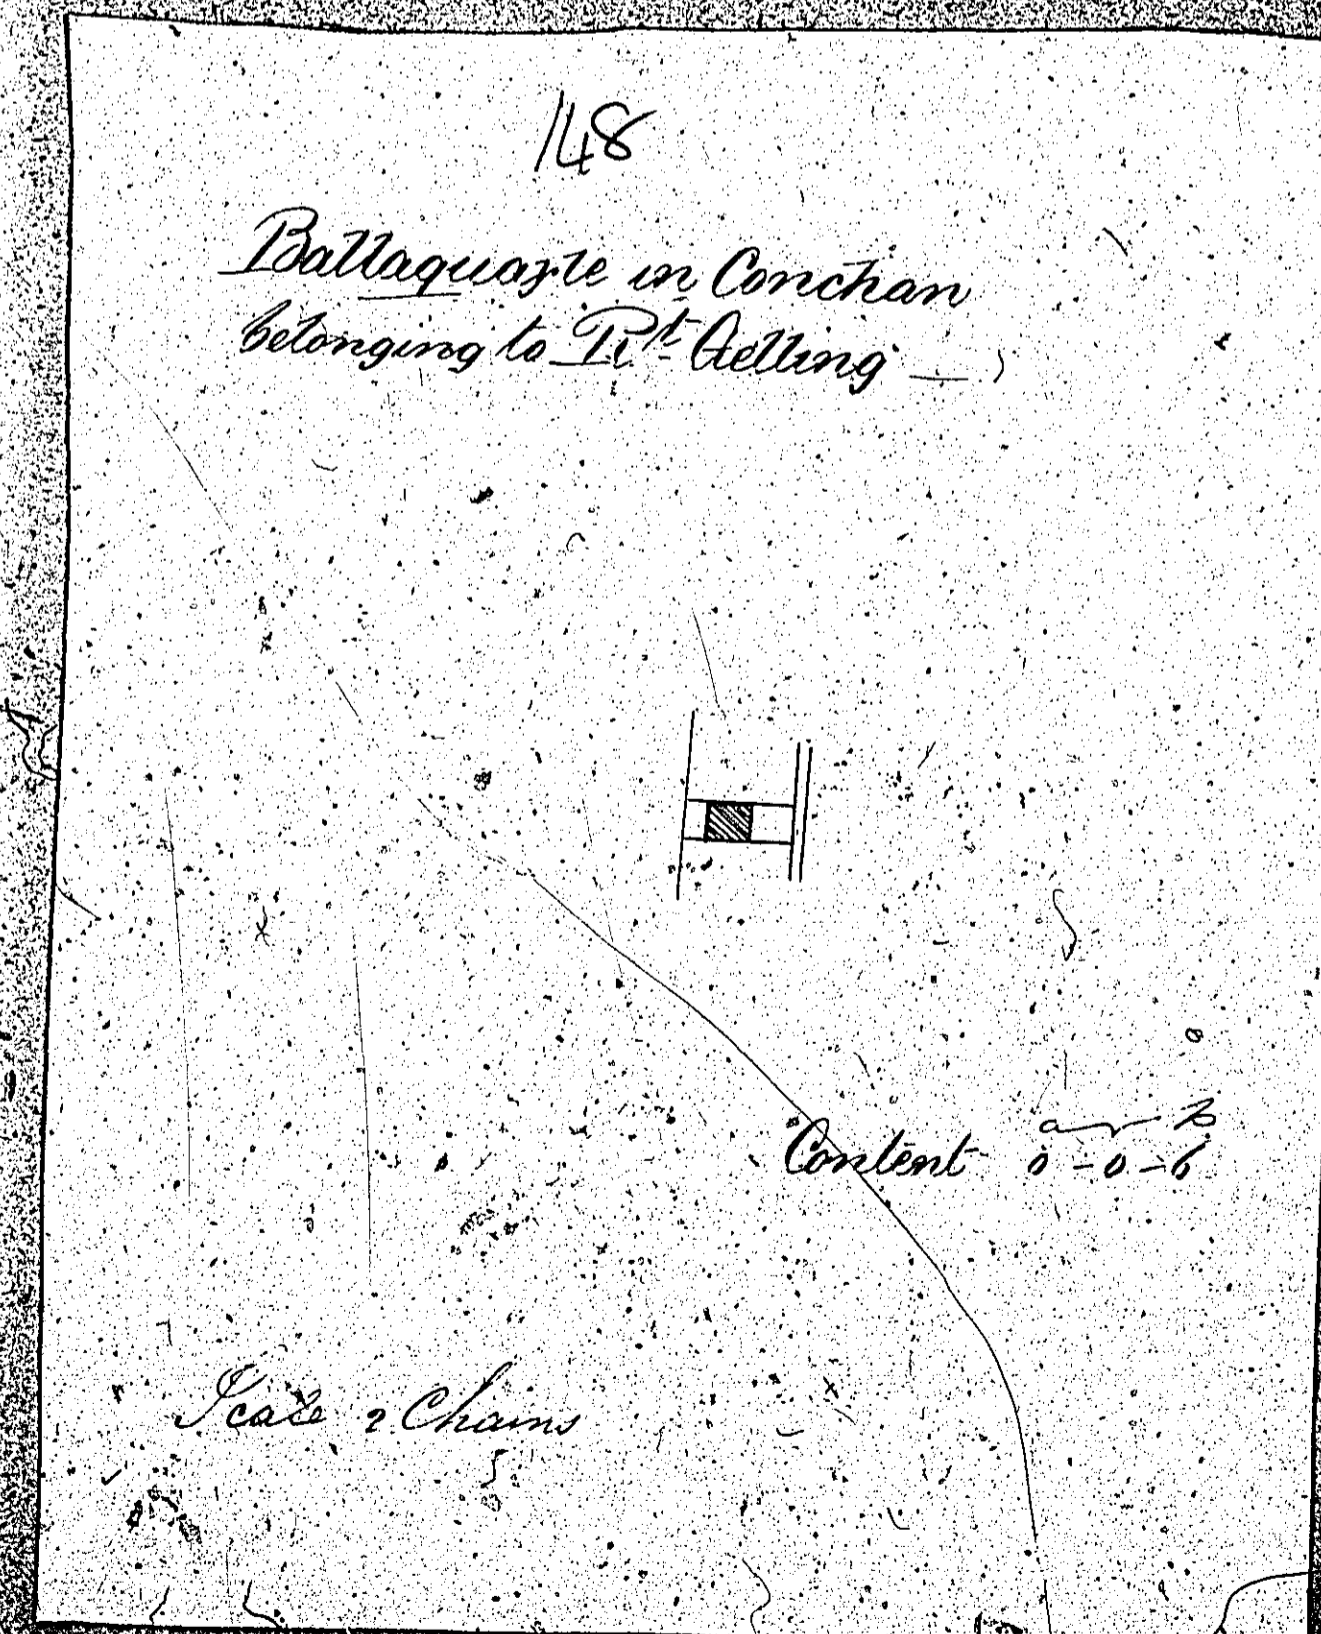 148
Ballaquayle in Conchan
belonging to Rt Gelling
a r p
Content 0 - 0 - 6
Scale 2 Chains